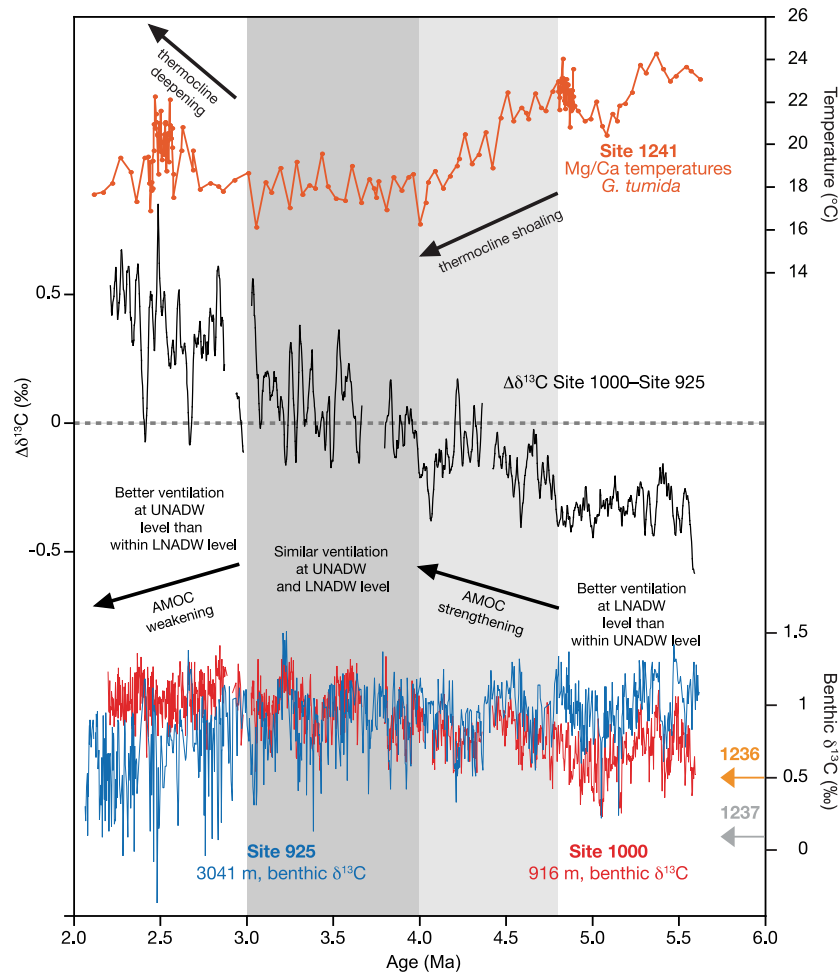 26
24
22
20
18
16
14
Temperature (°C)
thermocline
deepening
Site 1241
Mg/Ca temperatures
G. tumida
thermocline shoaling
0.5
0
-0.5
Δδ¹³C (‰)
Δδ¹³C Site 1000–Site 925
Better ventilation
at UNADW
level than
within LNADW level
Similar ventilation
at UNADW
and LNADW level
Better ventilation
at LNADW
level than
within UNADW level
AMOC
weakening
AMOC
strengthening
1.5
1
0.5
0
Benthic δ¹³C (‰)
1236
1237
Site 925
3041 m, benthic δ¹³C
Site 1000
916 m, benthic δ¹³C
2.0
2.5
3.0
3.5
4.0
4.5
5.0
5.5
6.0
Age (Ma)